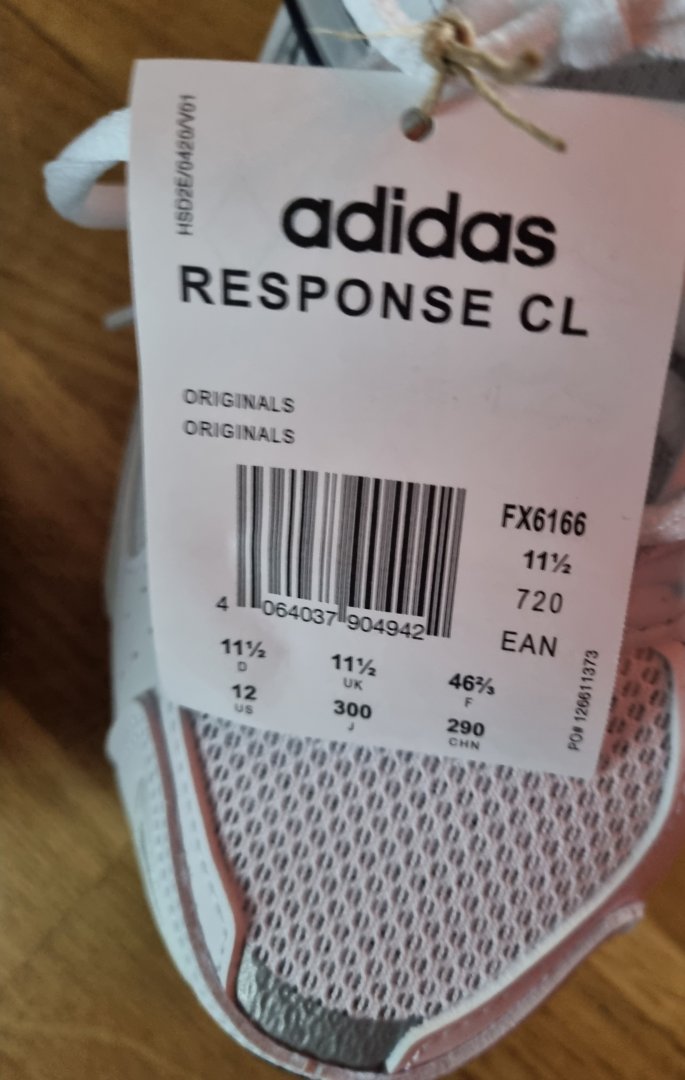 HSD2E/0420/V01
adidas
RESPONSE CL
ORIGINALS
ORIGINALS
FX6166
11½
720
EAN
4 064037 904942
11½ D
11½ UK
46⅔ F
12 US
300 J
290 CHN
PO# 126611373